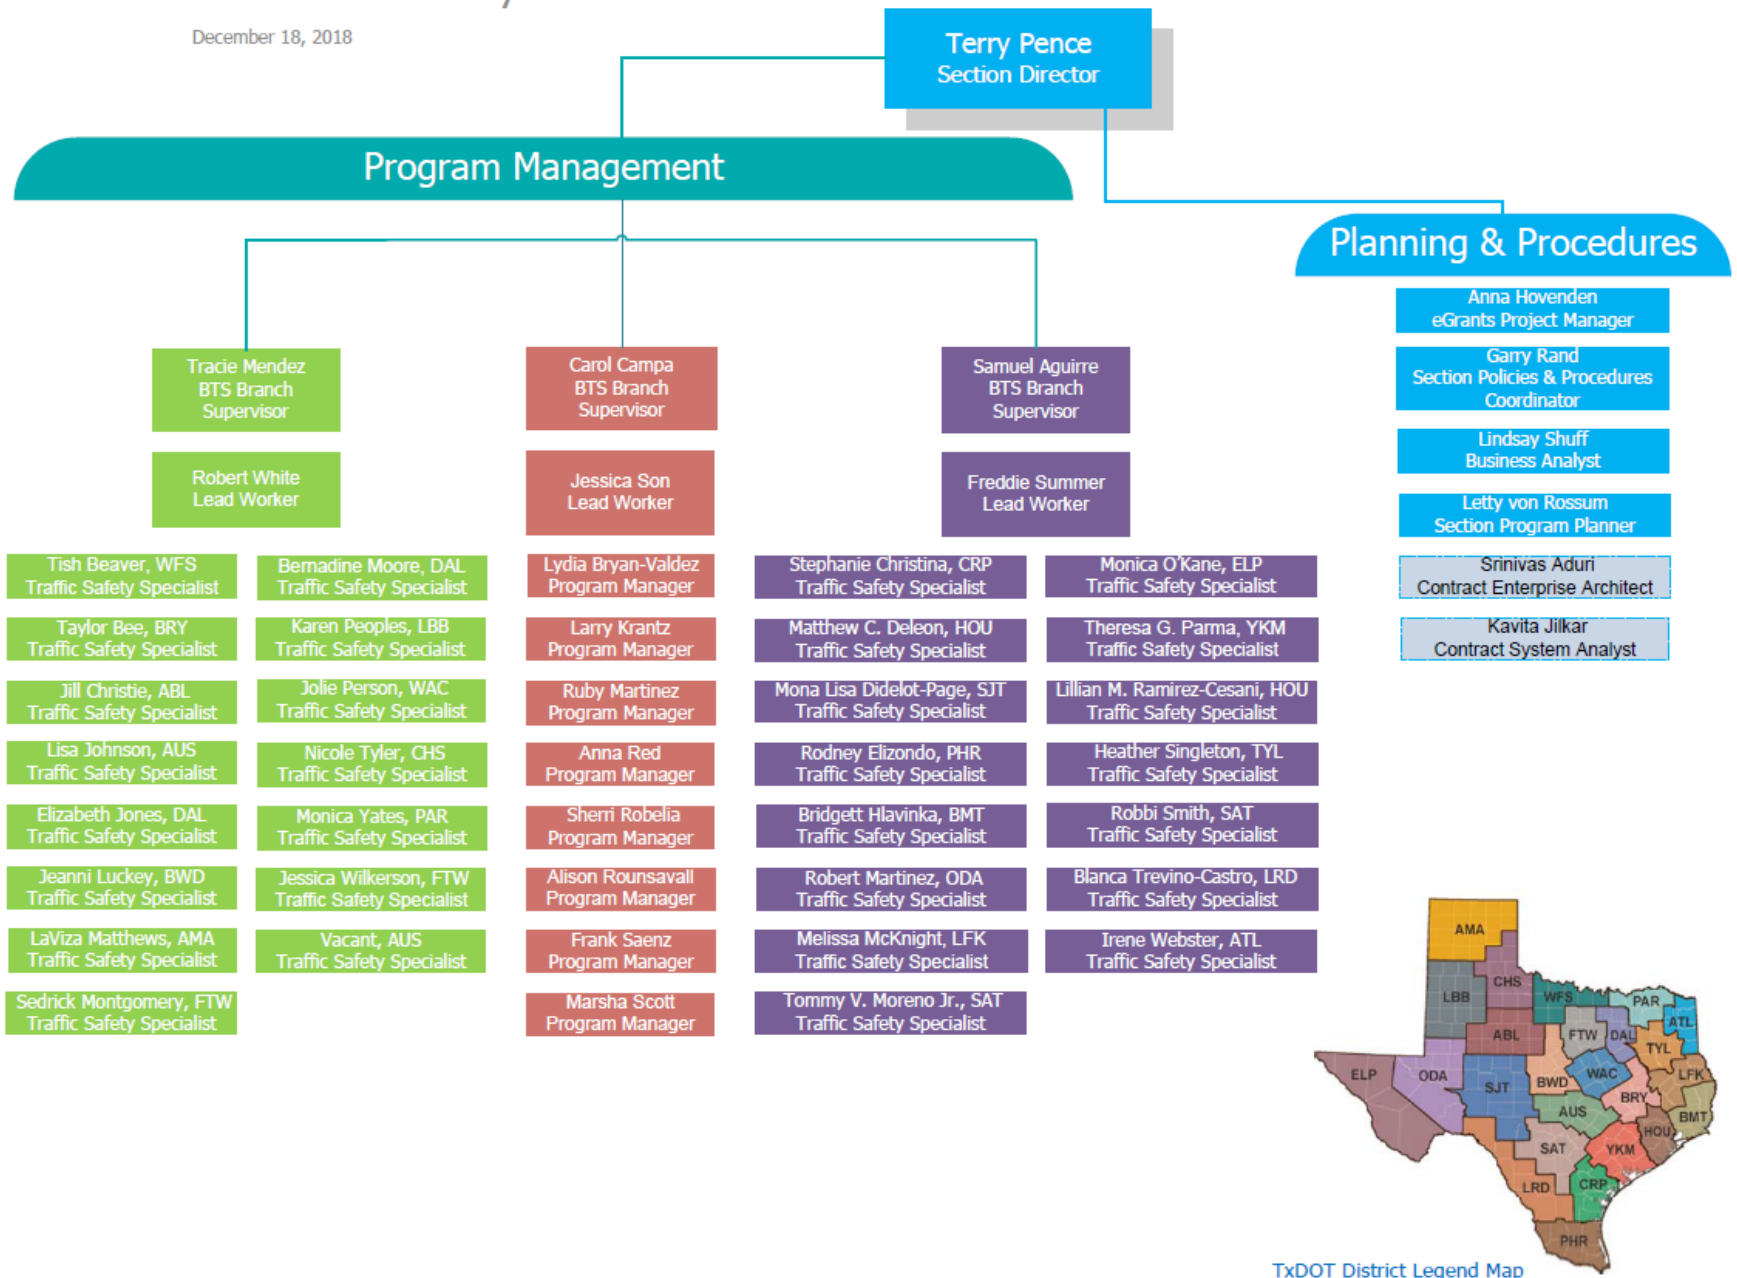 December 18, 2018
Terry Pence
Section Director
Program Management
Planning & Procedures
Tracie Mendez
BTS Branch
Supervisor
Robert White
Lead Worker
Tish Beaver, WFS
Traffic Safety Specialist
Taylor Bee, BRY
Traffic Safety Specialist
Jill Christie, ABL
Traffic Safety Specialist
Lisa Johnson, AUS
Traffic Safety Specialist
Elizabeth Jones, DAL
Traffic Safety Specialist
Jeanni Luckey, BWD
Traffic Safety Specialist
LaViza Matthews, AMA
Traffic Safety Specialist
Sedrick Montgomery, FTW
Traffic Safety Specialist
Bernadine Moore, DAL
Traffic Safety Specialist
Karen Peoples, LBB
Traffic Safety Specialist
Jolie Person, WAC
Traffic Safety Specialist
Nicole Tyler, CHS
Traffic Safety Specialist
Monica Yates, PAR
Traffic Safety Specialist
Jessica Wilkerson, FTW
Traffic Safety Specialist
Vacant, AUS
Traffic Safety Specialist
Carol Campa
BTS Branch
Supervisor
Jessica Son
Lead Worker
Lydia Bryan-Valdez
Program Manager
Larry Krantz
Program Manager
Ruby Martinez
Program Manager
Anna Red
Program Manager
Sherri Robelia
Program Manager
Alison Rounsavall
Program Manager
Frank Saenz
Program Manager
Marsha Scott
Program Manager
Samuel Aguirre
BTS Branch
Supervisor
Freddie Summer
Lead Worker
Stephanie Christina, CRP
Traffic Safety Specialist
Matthew C. Deleon, HOU
Traffic Safety Specialist
Mona Lisa Didelot-Page, SJT
Traffic Safety Specialist
Rodney Elizondo, PHR
Traffic Safety Specialist
Bridgett Hlavinka, BMT
Traffic Safety Specialist
Robert Martinez, ODA
Traffic Safety Specialist
Melissa McKnight, LFK
Traffic Safety Specialist
Tommy V. Moreno Jr., SAT
Traffic Safety Specialist
Monica O'Kane, ELP
Traffic Safety Specialist
Theresa G. Parma, YKM
Traffic Safety Specialist
Lillian M. Ramirez-Cesani, HOU
Traffic Safety Specialist
Heather Singleton, TYL
Traffic Safety Specialist
Robbi Smith, SAT
Traffic Safety Specialist
Blanca Trevino-Castro, LRD
Traffic Safety Specialist
Irene Webster, ATL
Traffic Safety Specialist
Anna Hovenden
eGrants Project Manager
Garry Rand
Section Policies & Procedures
Coordinator
Lindsay Shuff
Business Analyst
Letty von Rossum
Section Program Planner
Srinivas Aduri
Contract Enterprise Architect
Kavita Jilkar
Contract System Analyst
AMA
LBB
CHS
WFS
PAR
ATL
ABL
FTW
DAL
TYL
ELP
ODA
SJT
BWD
WAC
LFK
BRY
AUS
BMT
HOU
SAT
YKM
LRD
CRP
PHR
TxDOT District Legend Map